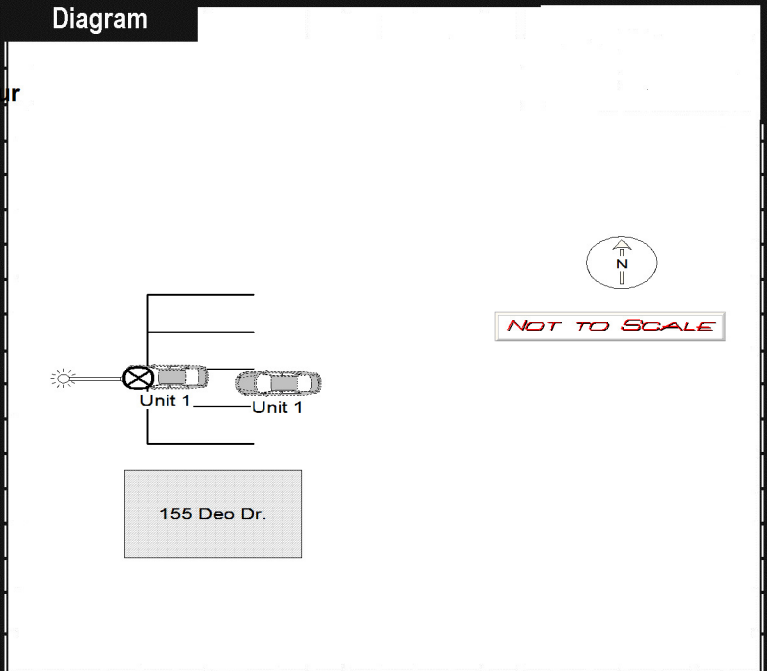 Diagram
ur
N
NOT TO SCALE
Unit 1
Unit 1
155 Deo Dr.